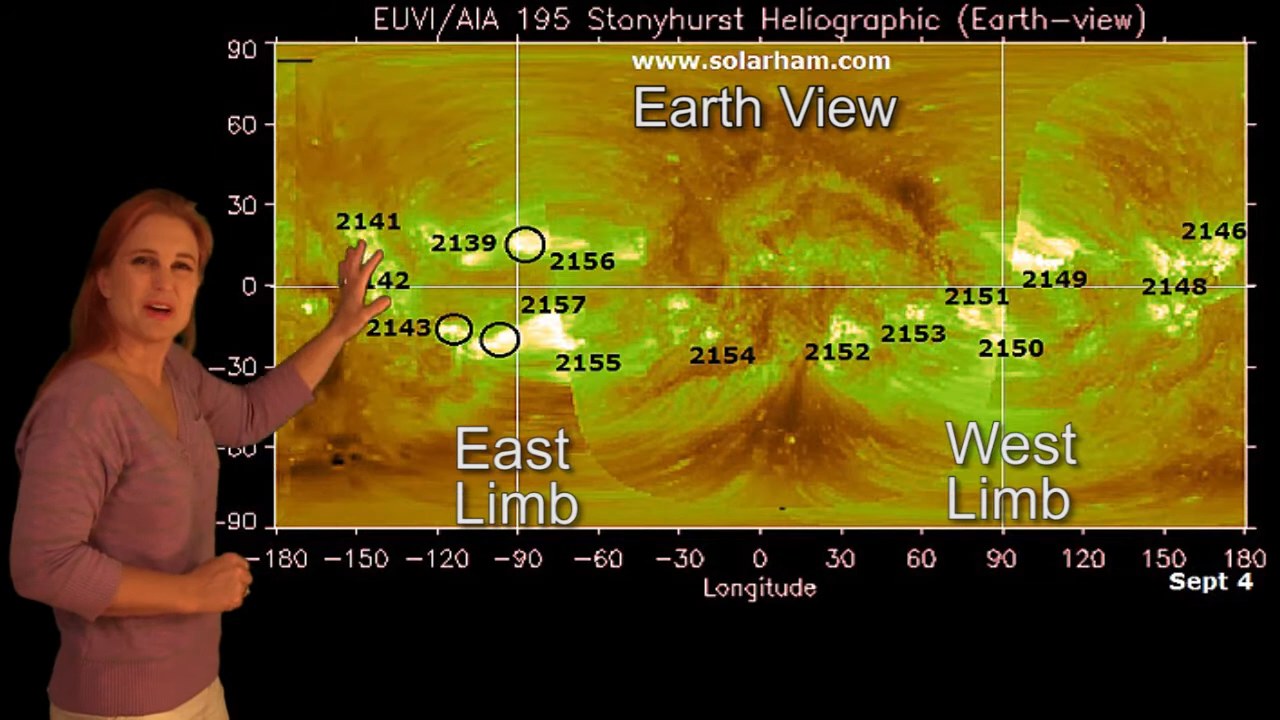 EUVI/AIA 195 Stonyhurst Heliographic (Earth-view)
www.solarham.com
Earth View
90
60
30
0
-30
-60
-90
2141
2139
2156
2146
42
2157
2143
2155
2154
2152
2153
2151
2150
2149
2148
East
Limb
West
Limb
-180 -150 -120 -90 -60 -30 0 30 60 90 120 150 180
Longitude
Sept 4